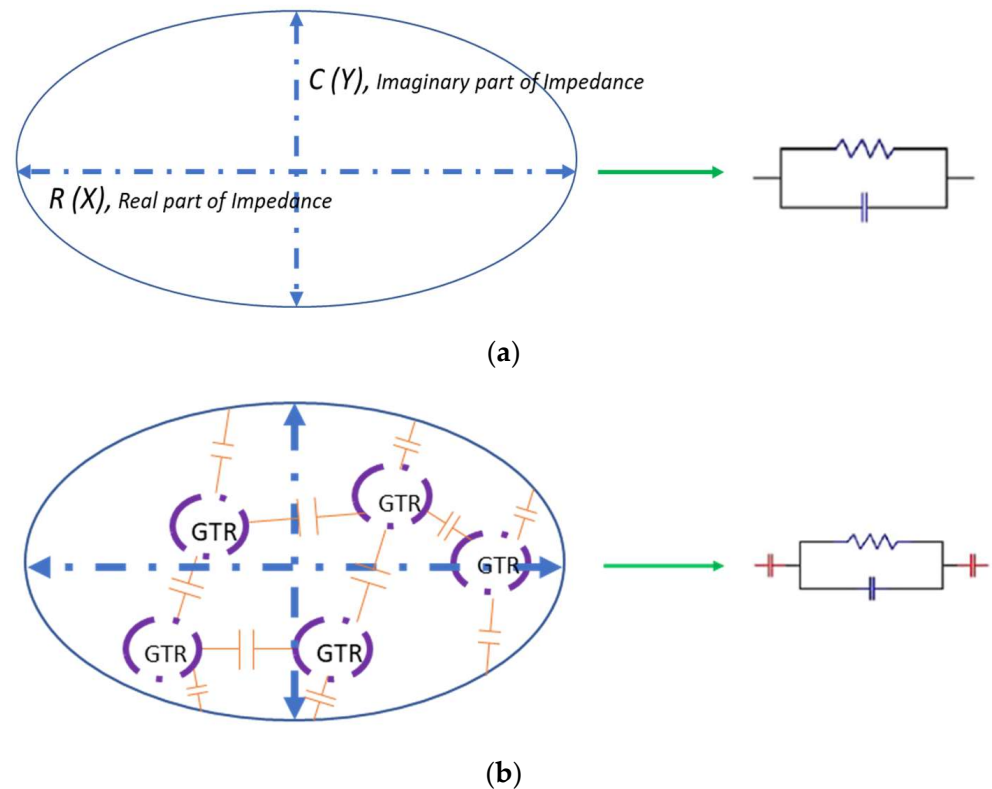 C (Y), Imaginary part of Impedance
R (X), Real part of Impedance
(a)
GTR
GTR
GTR
GTR
GTR
(b)